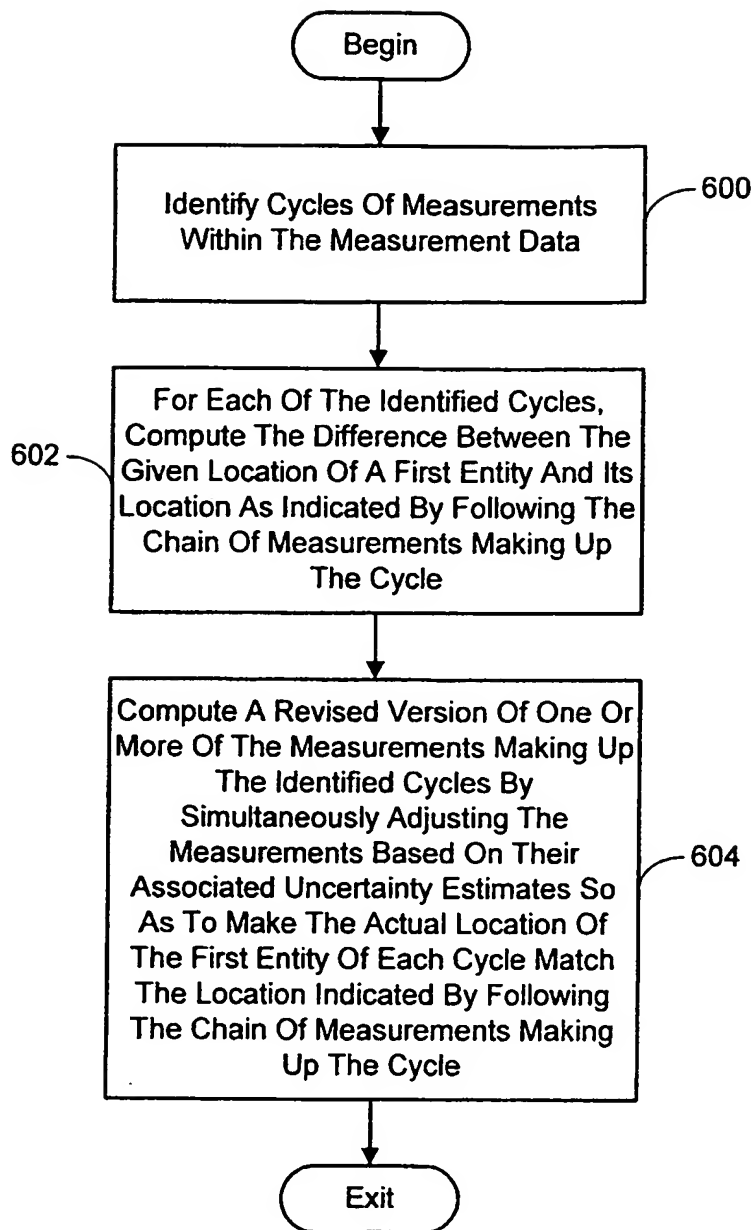 Begin
Identify Cycles Of Measurements
Within The Measurement Data
600
For Each Of The Identified Cycles,
Compute The Difference Between The
Given Location Of A First Entity And Its
Location As Indicated By Following The
Chain Of Measurements Making Up
The Cycle
602
Compute A Revised Version Of One Or
More Of The Measurements Making Up
The Identified Cycles By
Simultaneously Adjusting The
Measurements Based On Their
Associated Uncertainty Estimates So
As To Make The Actual Location Of
The First Entity Of Each Cycle Match
The Location Indicated By Following
The Chain Of Measurements Making
Up The Cycle
604
Exit